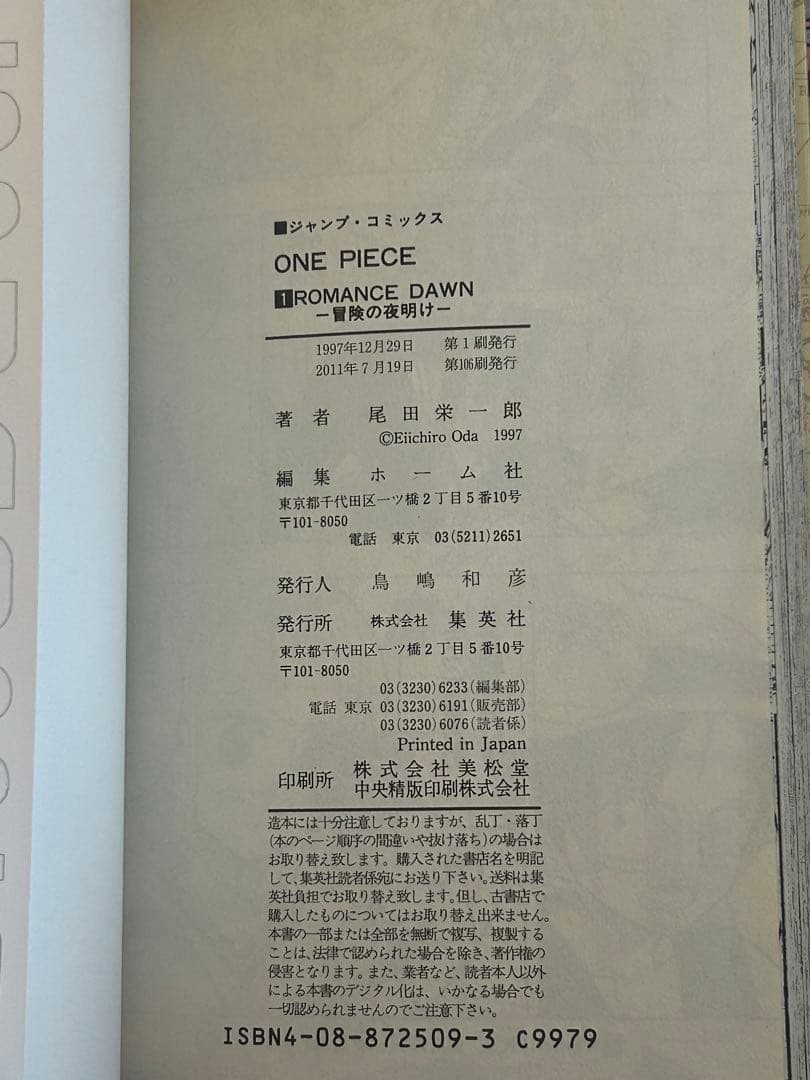 ■ジャンプ・コミックス
ONE PIECE
1 ROMANCE DAWN
―冒険の夜明け―
1997年12月29日 第1刷発行
2011年7月19日 第106刷発行
著者 尾田栄一郎
©Eiichiro Oda 1997
編集 ホーム社
東京都千代田区一ツ橋2丁目5番10号
〒101-8050
電話 東京 03(5211)2651
発行人 鳥嶋和彦
発行所 株式会社 集英社
東京都千代田区一ツ橋2丁目5番10号
〒101-8050
03(3230)6233(編集部)
電話 東京 03(3230)6191(販売部)
03(3230)6076(読者係)
Printed in Japan
印刷所 株式会社美松堂
中央精版印刷株式会社
造本には十分注意しておりますが、乱丁・落丁
(本のページ順序の間違いや抜け落ち)の場合は
お取り替え致します。購入された書店名を明記
して、集英社読者係宛にお送り下さい。送料は集
英社負担でお取り替え致します。但し、古書店で
購入したものについてはお取り替え出来ません。
本書の一部または全部を無断で複写、複製する
ことは、法律で認められた場合を除き、著作権の
侵害となります。また、業者など、読者本人以外
による本書のデジタル化は、いかなる場合でも
一切認められませんのでご注意下さい。
ISBN4-08-872509-3 C9979